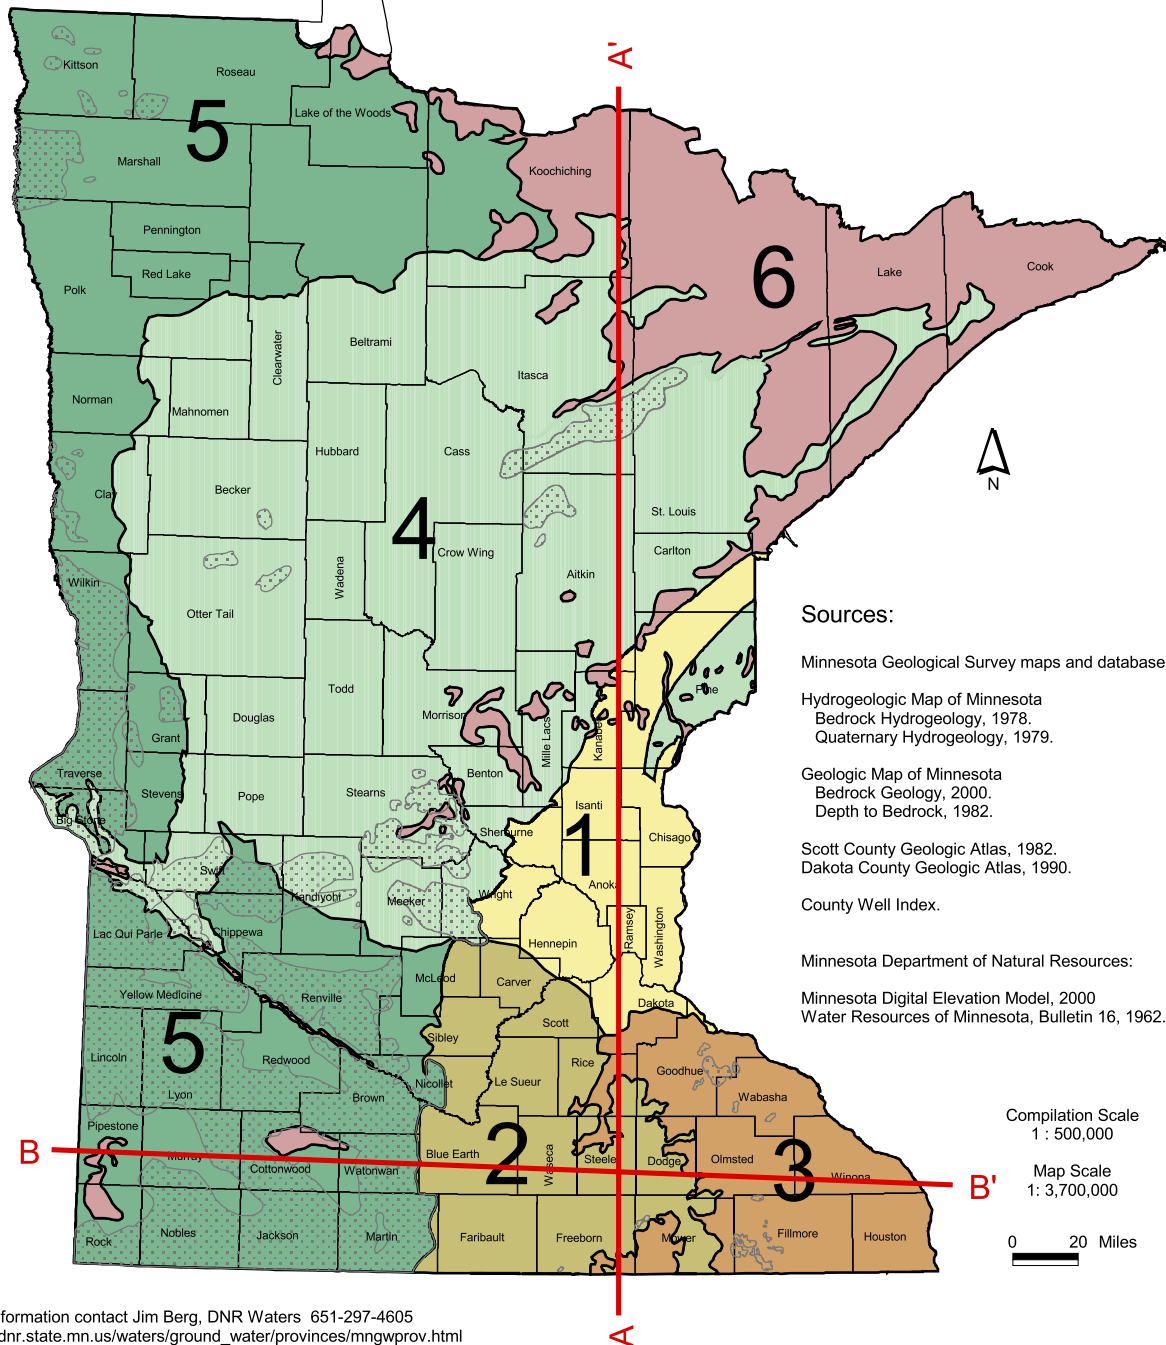 A'
Kittson
Roseau
Lake of the Woods
5
Marshall
Koochiching
Pennington
Red Lake
Polk
6
Lake
Cook
Beltrami
Clearwater
Itasca
Norman
Mahnomen
Hubbard
Cass
Clay
Becker
N
St. Louis
4
Crow Wing
Carlton
Wilkin
Wadena
Aitkin
Otter Tail
Sources:
Minnesota Geological Survey maps and database
Hydrogeologic Map of Minnesota
Bedrock Hydrogeology, 1978.
Quaternary Hydrogeology, 1979.
Geologic Map of Minnesota
Bedrock Geology, 2000.
Depth to Bedrock, 1982.
Scott County Geologic Atlas, 1982.
Dakota County Geologic Atlas, 1990.
County Well Index.
Minnesota Department of Natural Resources:
Minnesota Digital Elevation Model, 2000
Water Resources of Minnesota, Bulletin 16, 1962.
Todd
Pine
Douglas
Morrison
Mille Lacs
Kanabec
Grant
Traverse
Benton
Stevens
Pope
Stearns
Isanti
Big Stone
Sherburne
1
Chisago
Swift
Kandiyohi
Meeker
Wright
Anoka
Lac Qui Parle
Chippewa
Hennepin
Ramsey
Washington
McLeod
Carver
Yellow Medicine
Renville
Dakota
Scott
5
Sibley
Lincoln
Redwood
Rice
Goodhue
Lyon
Nicollet
Le Sueur
Brown
Wabasha
Pipestone
Compilation Scale
1 : 500,000
B
Murray
Cottonwood
Watonwan
Blue Earth
2
Waseca
Steele
Dodge
Olmsted
3
Winona
B'
Map Scale
1: 3,700,000
Rock
Nobles
Jackson
Martin
Faribault
Freeborn
Mower
Fillmore
Houston
0 20 Miles
A
formation contact Jim Berg, DNR Waters 651-297-4605
dnr.state.mn.us/waters/ground_water/provinces/mngwprov.html